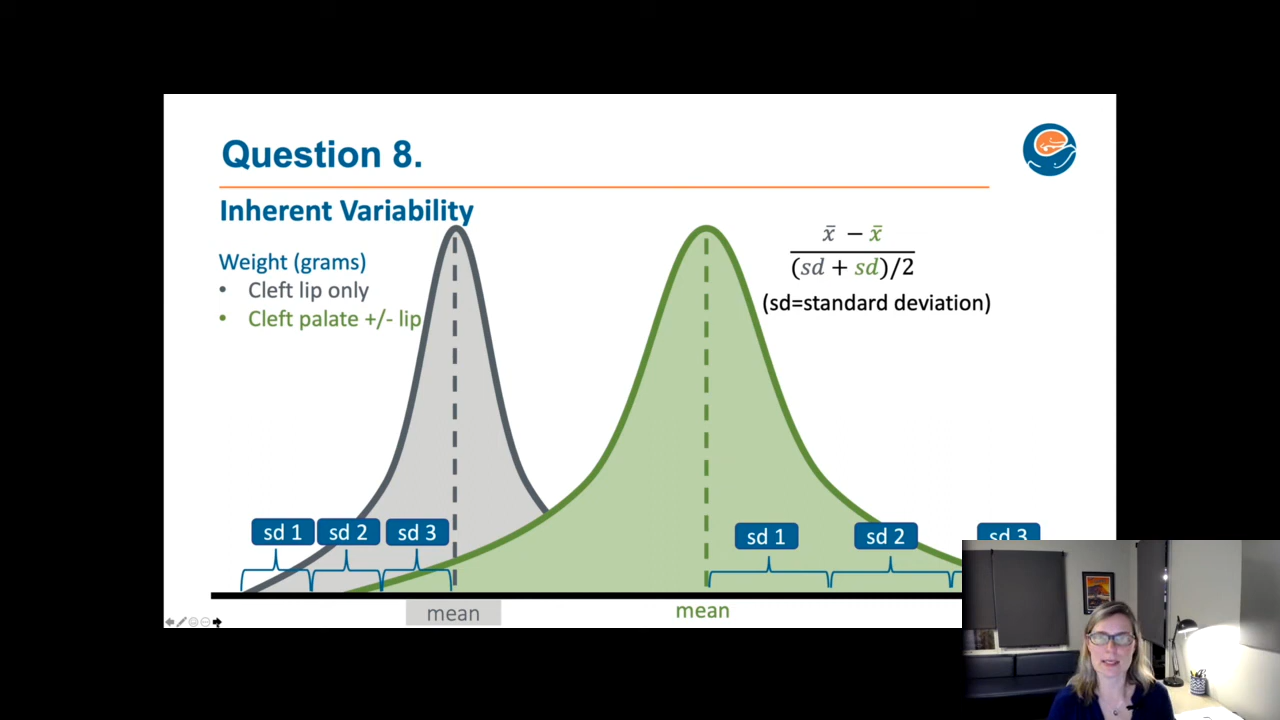 Question 8.
Inherent Variability
Weight (grams)
• Cleft lip only
• Cleft palate +/- lip
x̄ − x̄
(sd + sd)/2
(sd=standard deviation)
sd 1 sd 2 sd 3
sd 1 sd 2 sd 3
mean
mean